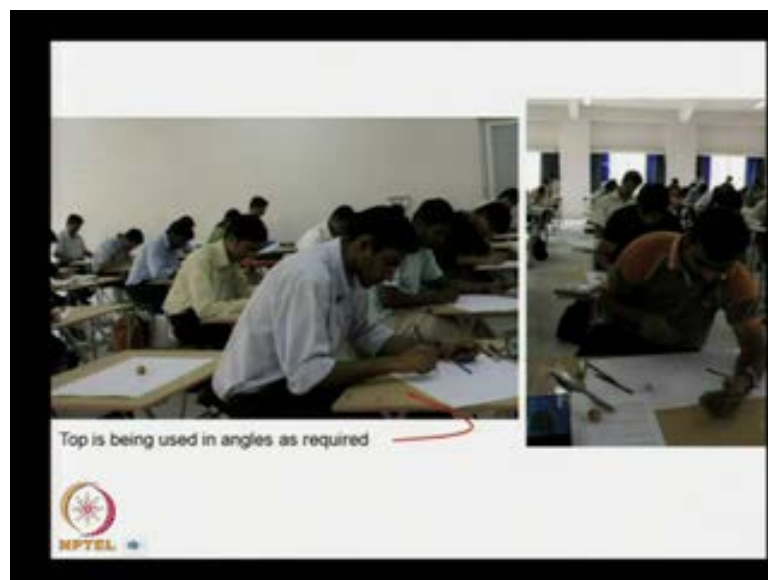 Top is being used in angles as required
NPTEL